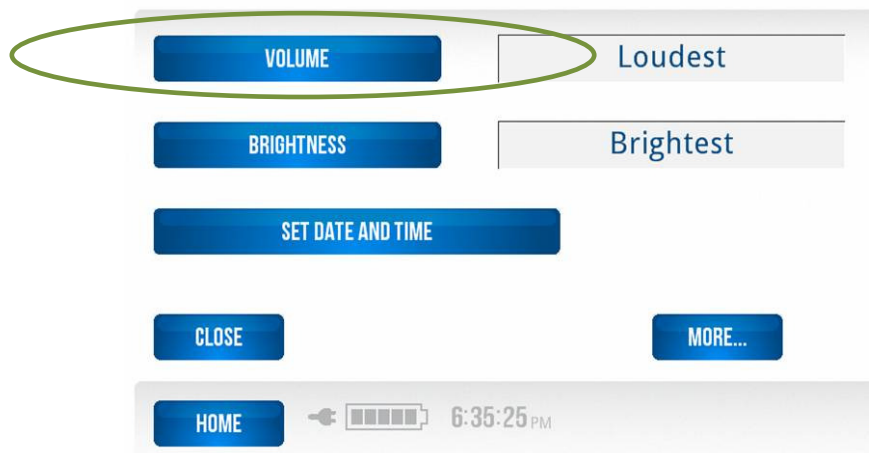 VOLUME Loudest
BRIGHTNESS Brightest
SET DATE AND TIME
CLOSE MORE...
HOME 6:35:25 PM